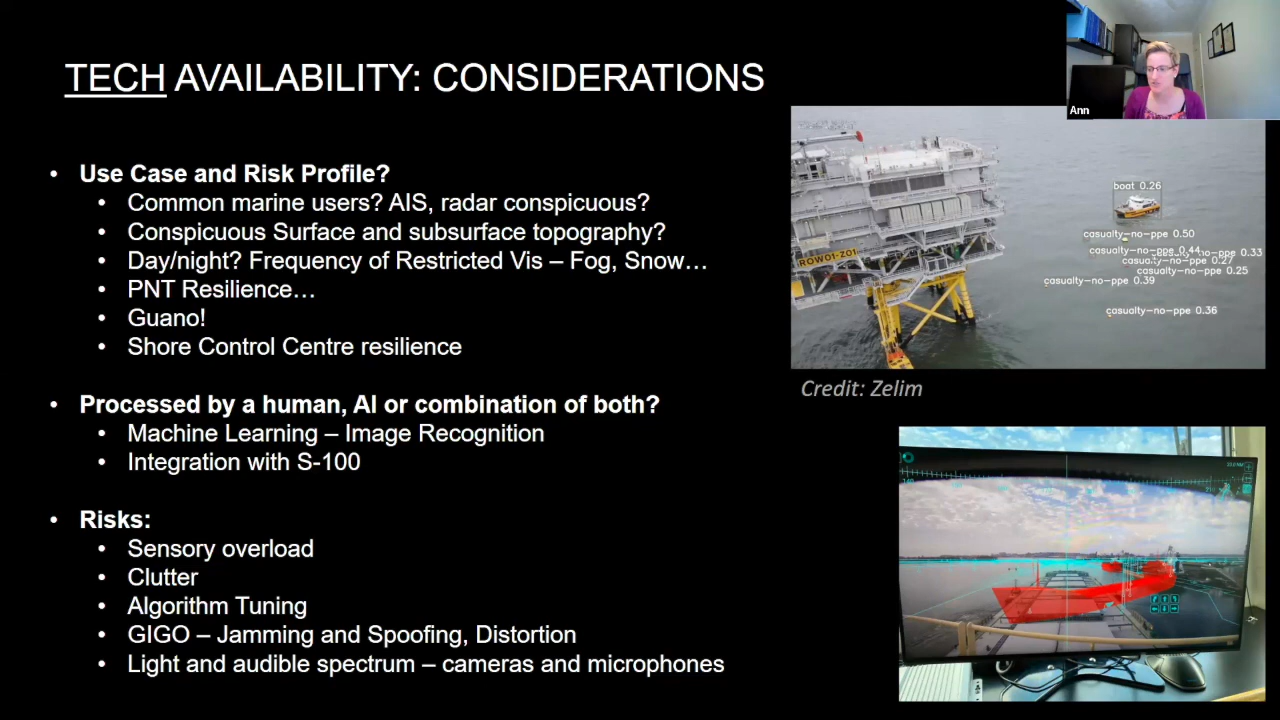 TECH AVAILABILITY: CONSIDERATIONS
Ann
• Use Case and Risk Profile?
• Common marine users? AIS, radar conspicuous?
• Conspicuous Surface and subsurface topography?
• Day/night? Frequency of Restricted Vis – Fog, Snow…
• PNT Resilience…
• Guano!
• Shore Control Centre resilience
• Processed by a human, AI or combination of both?
• Machine Learning – Image Recognition
• Integration with S-100
• Risks:
• Sensory overload
• Clutter
• Algorithm Tuning
• GIGO – Jamming and Spoofing, Distortion
• Light and audible spectrum – cameras and microphones
boat 0.26
casualty-no-ppe 0.50
casualty-no-ppe 0.44
0.33
0.27
casualty-no-ppe 0.25
casualty-no-ppe 0.39
casualty-no-ppe 0.36
ROW01-Z01
Credit: Zelim